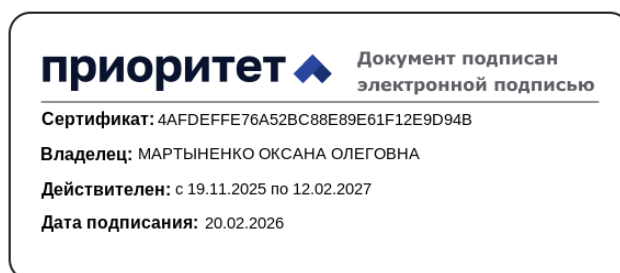 приоритет
Документ подписан
электронной подписью
Сертификат: 4AFDEFFE76A52BC88E89E61F12E9D94B
Владелец: МАРТЫНЕНКО ОКСАНА ОЛЕГОВНА
Действителен: с 19.11.2025 по 12.02.2027
Дата подписания: 20.02.2026